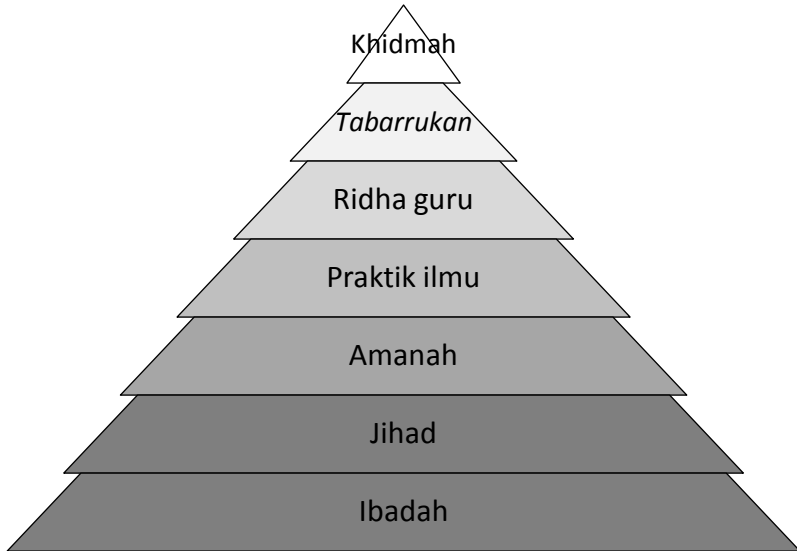 Khidmah
Tabarrukan
Ridha guru
Praktik ilmu
Amanah
Jihad
Ibadah